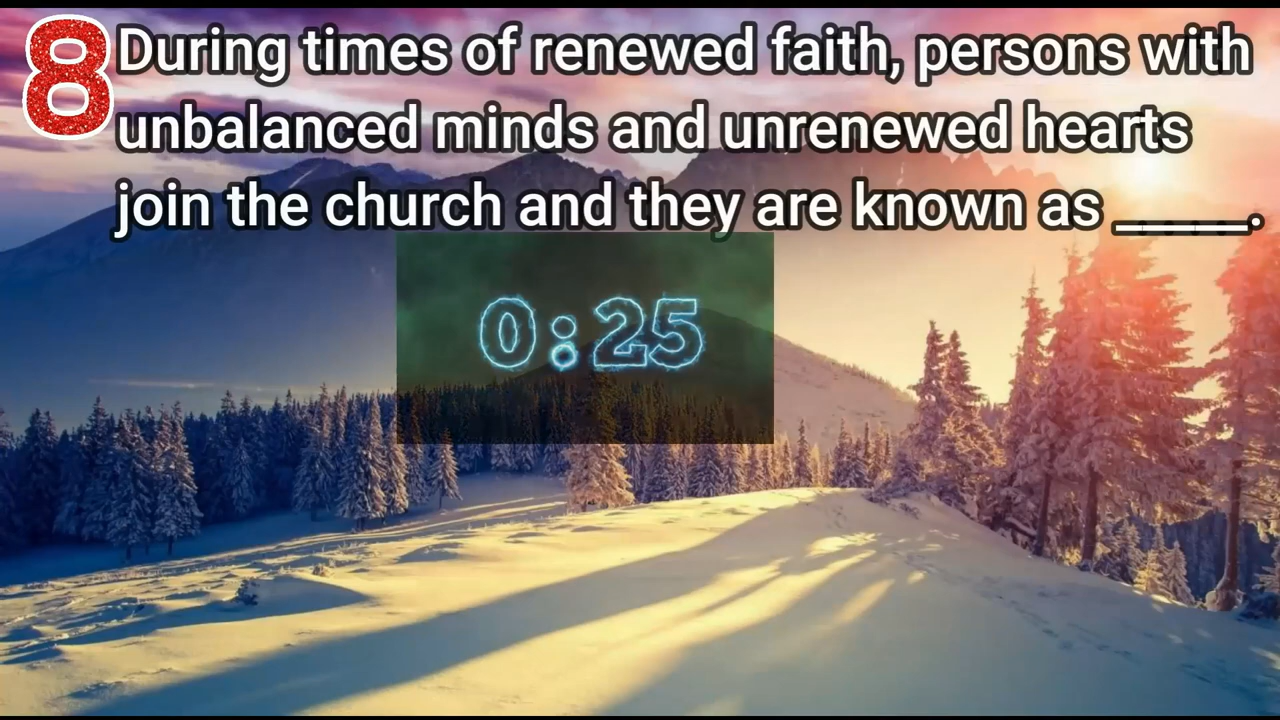 8 During times of renewed faith, persons with
unbalanced minds and unrenewed hearts
join the church and they are known as _____.
0:25